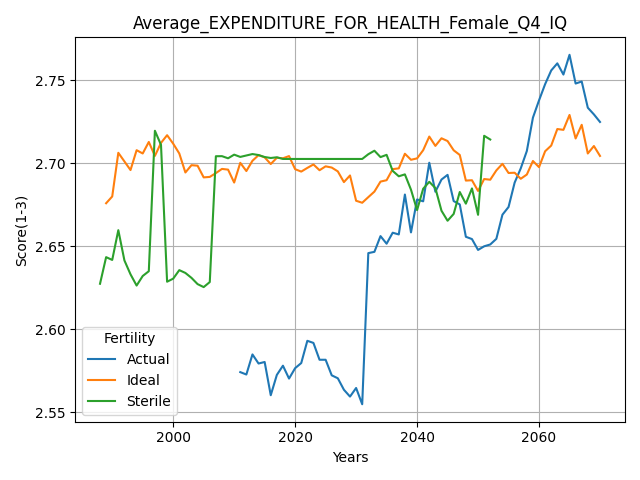 Average_EXPENDITURE_FOR_HEALTH_Female_Q4_IQ
Score(1-3)
2.75
2.70
2.65
2.60
2.55
Fertility
Actual
Ideal
Sterile
2000 2020 2040 2060
Years